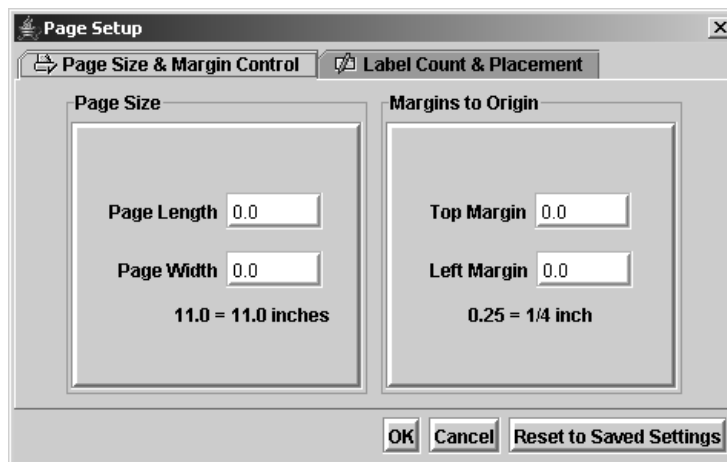 Page Setup
Page Size & Margin Control
Label Count & Placement
Page Size
Page Length 0.0
Page Width 0.0
11.0 = 11.0 inches
Margins to Origin
Top Margin 0.0
Left Margin 0.0
0.25 = 1/4 inch
OK Cancel Reset to Saved Settings